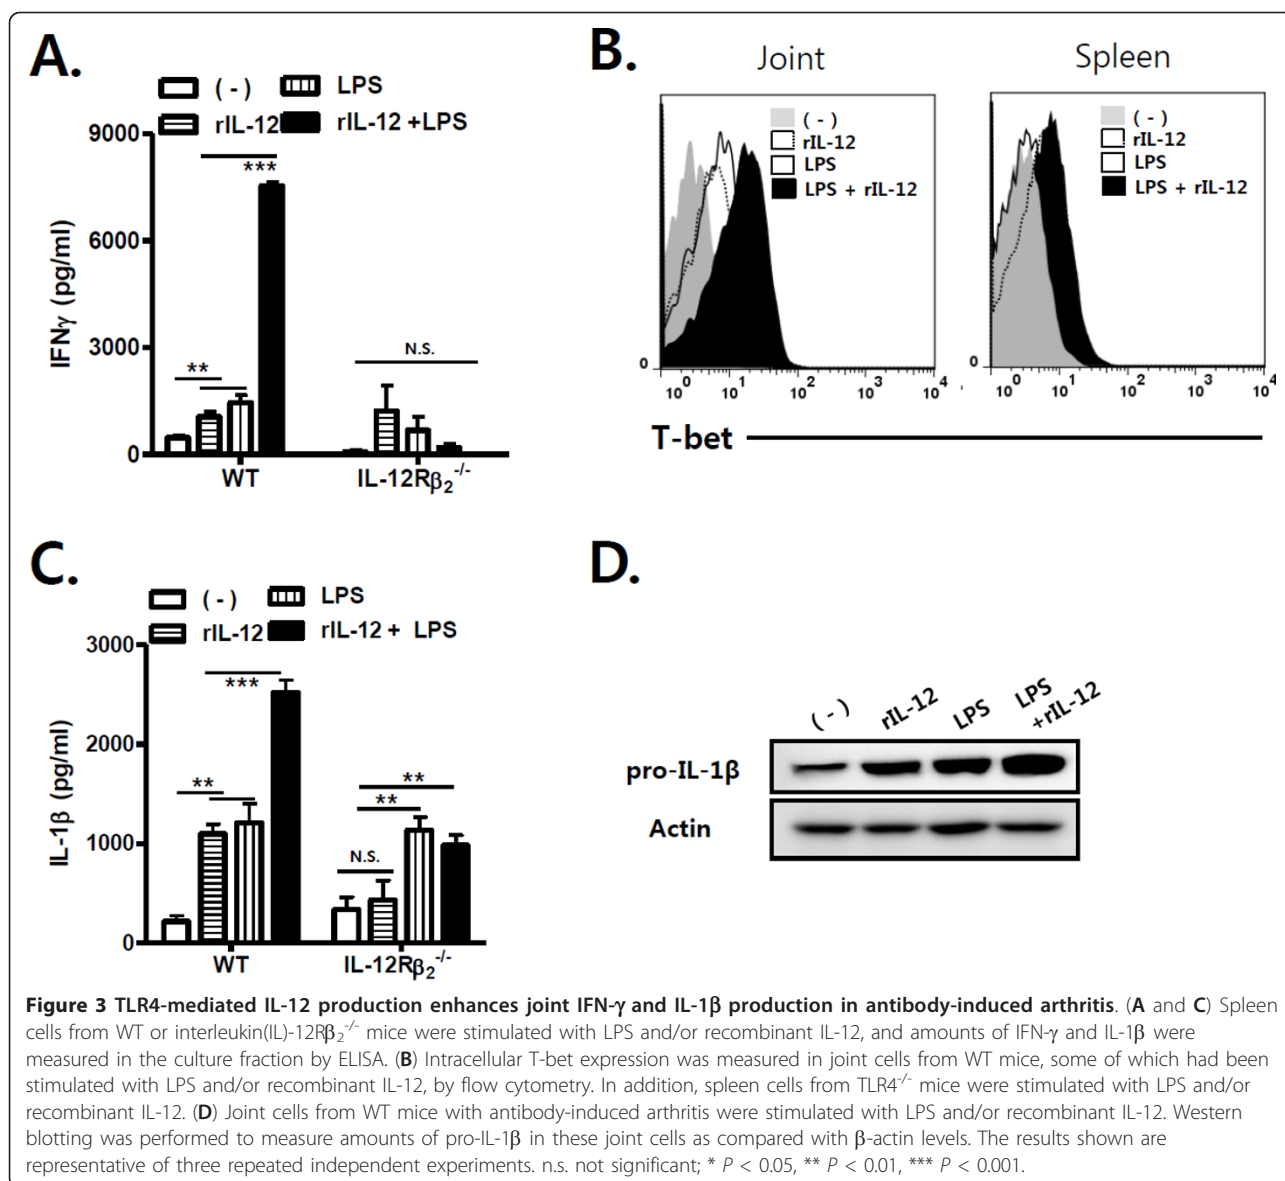 A.
(-) LPS
rIL-12 rIL-12 +LPS
9000
6000
3000
0
IFNγ (pg/ml)
***
**
N.S.
WT IL-12Rβ2-/-
B.
Joint Spleen
(-)
rIL-12
LPS
LPS + rIL-12
0
10^0 10^1 10^2 10^3 10^4
(-)
rIL-12
LPS
LPS + rIL-12
0
10^0 10^1 10^2 10^3 10^4
T-bet
C.
(-) LPS
rIL-12 rIL-12 + LPS
3000
2000
1000
0
IL-1β (pg/ml)
***
**
**
**
N.S.
WT IL-12Rβ2-/-
D.
(-) rIL-12 LPS LPS
+rIL-12
pro-IL-1β
Actin
Figure 3 TLR4-mediated IL-12 production enhances joint IFN-γ and IL-1β production in antibody-induced arthritis. (A and C) Spleen
cells from WT or interleukin(IL)-12Rβ2-/- mice were stimulated with LPS and/or recombinant IL-12, and amounts of IFN-γ and IL-1β were
measured in the culture fraction by ELISA. (B) Intracellular T-bet expression was measured in joint cells from WT mice, some of which had been
stimulated with LPS and/or recombinant IL-12, by flow cytometry. In addition, spleen cells from TLR4-/- mice were stimulated with LPS and/or
recombinant IL-12. (D) Joint cells from WT mice with antibody-induced arthritis were stimulated with LPS and/or recombinant IL-12. Western
blotting was performed to measure amounts of pro-IL-1β in these joint cells as compared with β-actin levels. The results shown are
representative of three repeated independent experiments. n.s. not significant; * P < 0.05, ** P < 0.01, *** P < 0.001.